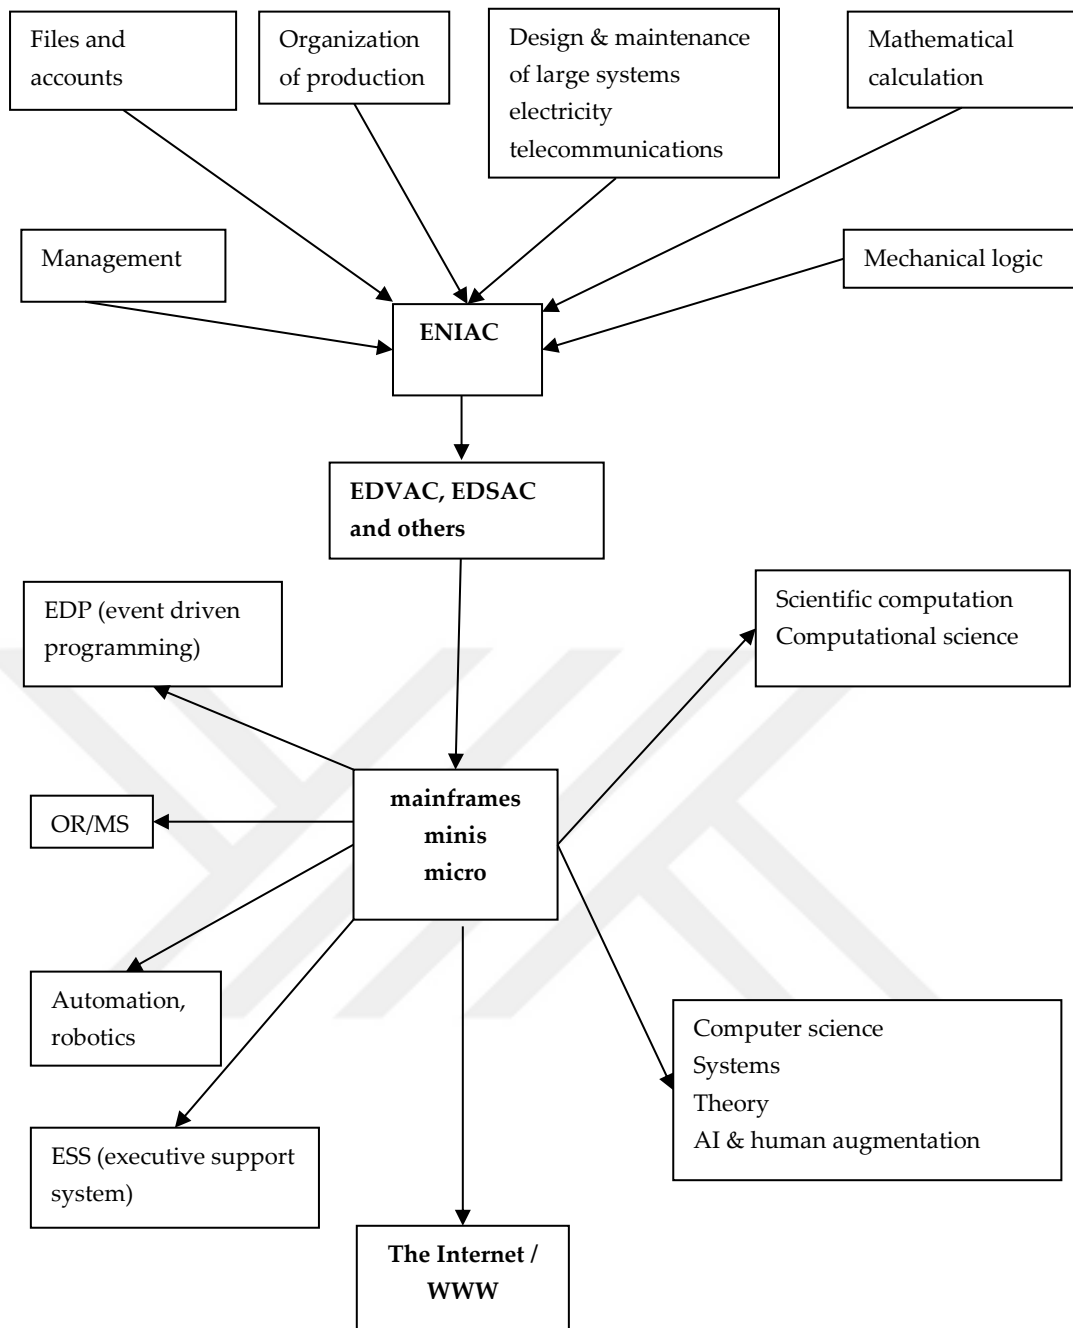 Files and
accounts
Organization
of production
Design & maintenance
of large systems
electricity
telecommunications
Mathematical
calculation
Management
Mechanical logic
ENIAC
EDVAC, EDSAC
and others
EDP (event driven
programming)
Scientific computation
Computational science
mainframes
minis
micro
OR/MS
Automation,
robotics
Computer science
Systems
Theory
AI & human augmentation
ESS (executive support
system)
The Internet /
WWW